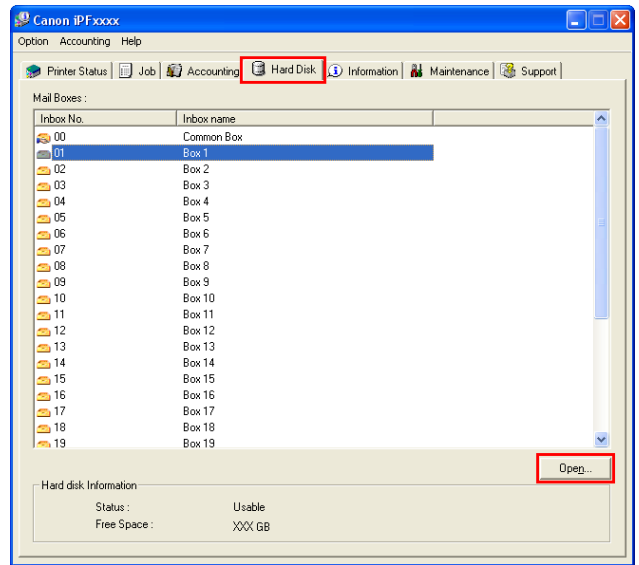 Canon iPFxxxx
Option Accounting Help
Printer Status Job Accounting Hard Disk Information Maintenance Support
Mail Boxes :
Inbox No. Inbox name
00 Common Box
01 Box 1
02 Box 2
03 Box 3
04 Box 4
05 Box 5
06 Box 6
07 Box 7
08 Box 8
09 Box 9
10 Box 10
11 Box 11
12 Box 12
13 Box 13
14 Box 14
15 Box 15
16 Box 16
17 Box 17
18 Box 18
19 Box 19
Open...
Hard disk Information
Status : Usable
Free Space : XXX GB